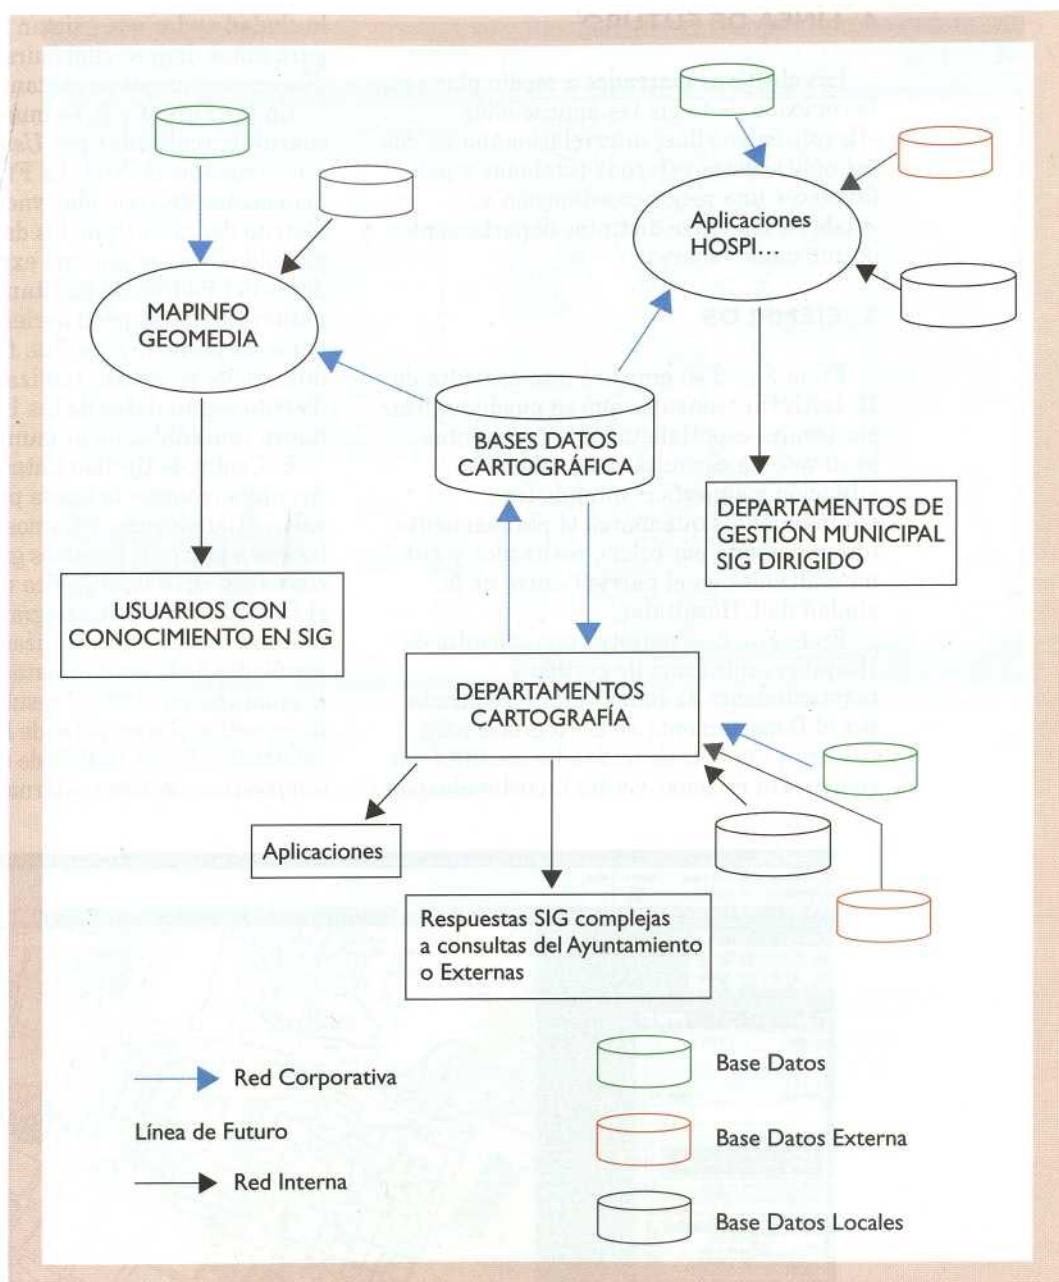 Aplicaciones
HOSPI...
MAPINFO
GEOMEDIA
BASES DATOS
CARTOGRÁFICA
DEPARTAMENTOS DE
GESTIÓN MUNICIPAL
SIG DIRIGIDO
USUARIOS CON
CONOCIMIENTO EN SIG
DEPARTAMENTOS
CARTOGRAFÍA
Aplicaciones
Respuestas SIG complejas
a consultas del Ayuntamiento
o Externas
Red Corporativa
Línea de Futuro
Red Interna
Base Datos
Base Datos Externa
Base Datos Locales